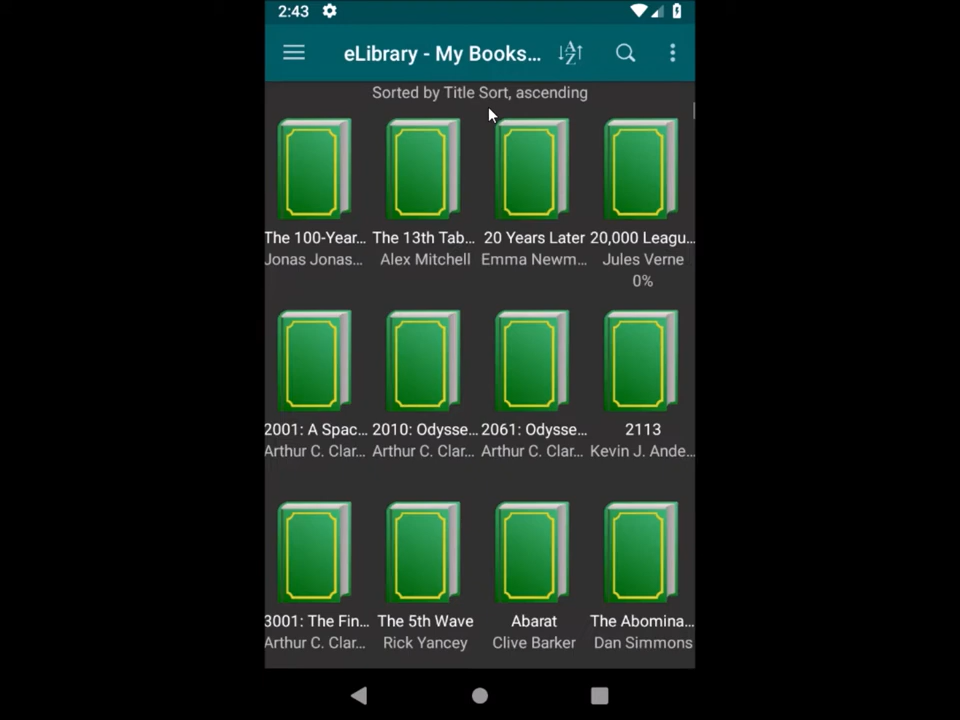 2:43
eLibrary - My Books...
Sorted by Title Sort, ascending
The 100-Year... The 13th Tab... 20 Years Later 20,000 Leagu...
Jonas Jonas... Alex Mitchell Emma Newm... Jules Verne
0%
2001: A Spac... 2010: Odysse... 2061: Odysse... 2113
Arthur C. Clar... Arthur C. Clar... Arthur C. Clar... Kevin J. Ande...
3001: The Fin... The 5th Wave Abarat The Abomina...
Arthur C. Clar... Rick Yancey Clive Barker Dan Simmons